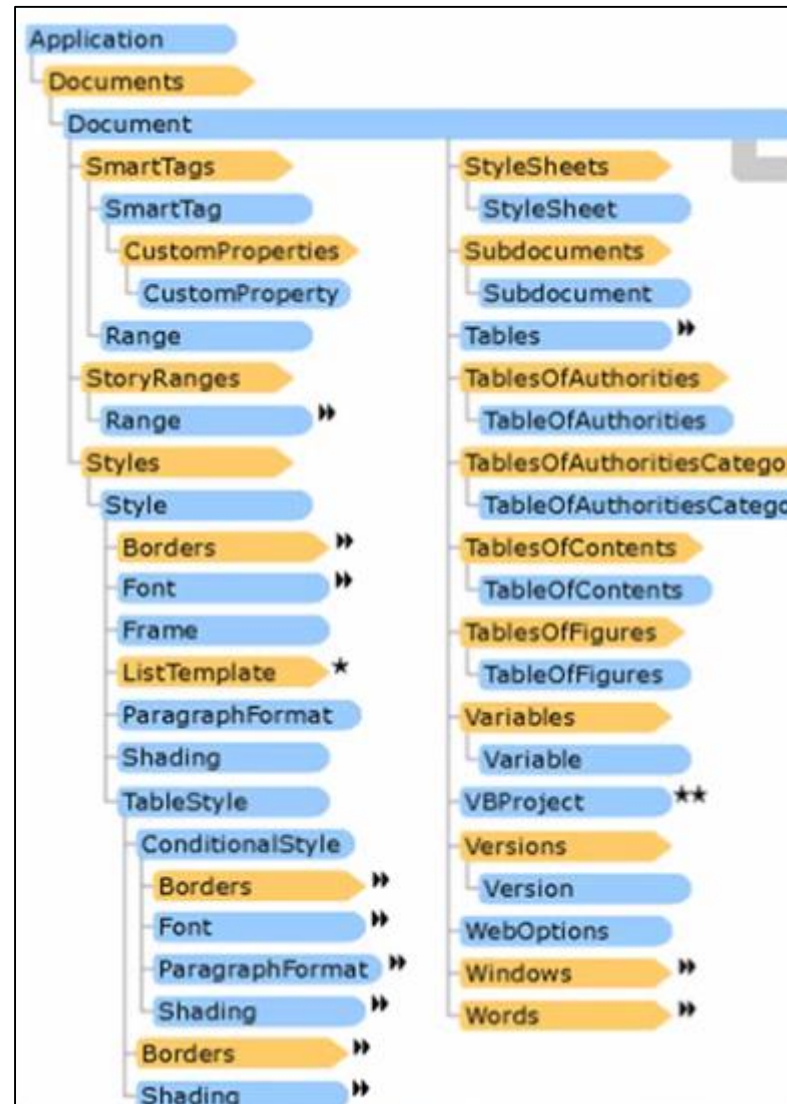 Application
Documents
Document
SmartTags
SmartTag
CustomProperties
CustomProperty
Range
StoryRanges
Range
Styles
Style
Borders
Font
Frame
ListTemplate
ParagraphFormat
Shading
TableStyle
ConditionalStyle
Borders
Font
ParagraphFormat
Shading
Borders
Shading
StyleSheets
StyleSheet
Subdocuments
Subdocument
Tables
TablesOfAuthorities
TableOfAuthorities
TablesOfAuthoritiesCatego
TableOfAuthoritiesCatego
TablesOfContents
TableOfContents
TablesOfFigures
TableOfFigures
Variables
Variable
VBProject
Versions
Version
WebOptions
Windows
Words